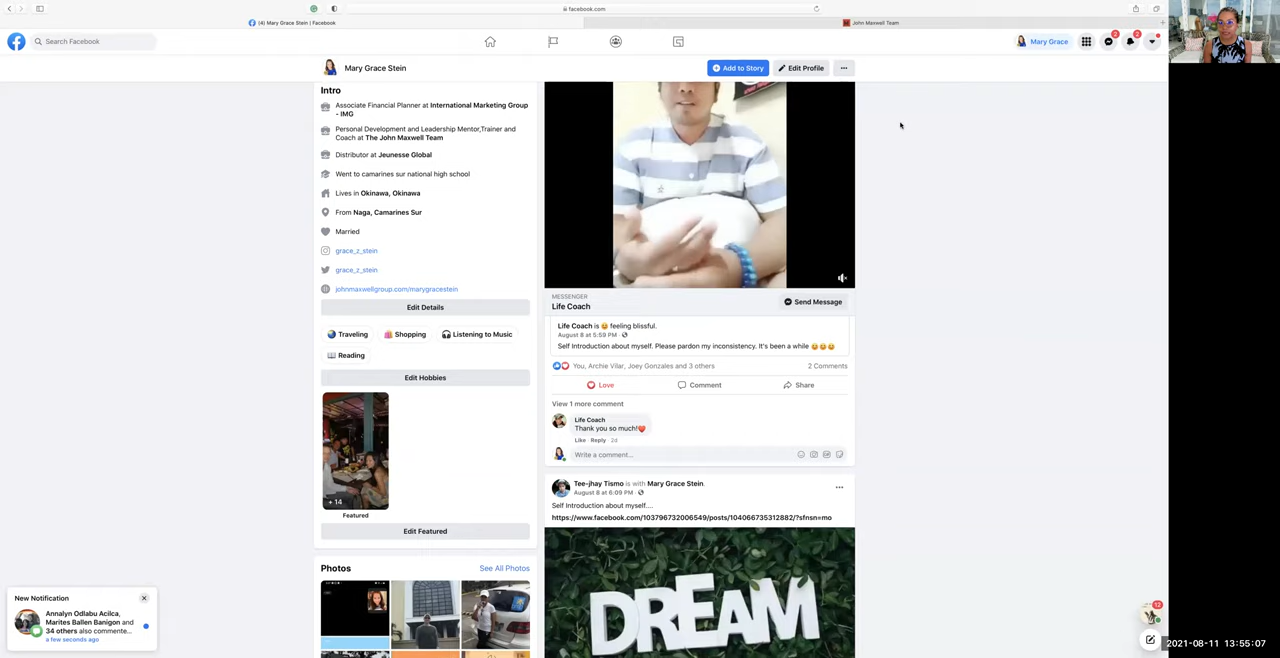 facebook.com
(4) Mary Grace Stein | Facebook
John Maxwell Team
Search Facebook
Mary Grace
2
2
Mary Grace Stein
Add to Story
Edit Profile
Intro
Associate Financial Planner at International Marketing Group
- IMG
Personal Development and Leadership Mentor,Trainer and
Coach at The John Maxwell Team
Distributor at Jeunesse Global
Went to camarines sur national high school
Lives in Okinawa, Okinawa
From Naga, Camarines Sur
Married
grace_z_stein
grace_z_stein
johnmaxwellgroup.com/marygracestein
Edit Details
Traveling
Shopping
Listening to Music
Reading
Edit Hobbies
+ 14
Featured
Edit Featured
Photos
See All Photos
MESSENGER
Life Coach
Send Message
Life Coach is 😊 feeling blissful.
August 8 at 5:59 PM ·
Self Introduction about myself. Please pardon my inconsistency. It's been a while 😅😅😅
You, Archie Vilar, Joey Gonzales and 3 others
2 Comments
Love
Comment
Share
View 1 more comment
Life Coach
Thank you so much!❤️
Like · Reply · 2d
Write a comment...
Tee-jhay Tismo is with Mary Grace Stein.
August 8 at 6:09 PM ·
Self Introduction about myself....
https://www.facebook.com/103796732006549/posts/104066735312882/?sfnsn=mo
DREAM
New Notification
Annalyn Odlabu Acilca,
Marites Ballen Banigon and
34 others also commente...
a few seconds ago
12
2021-08-11 13:55:07